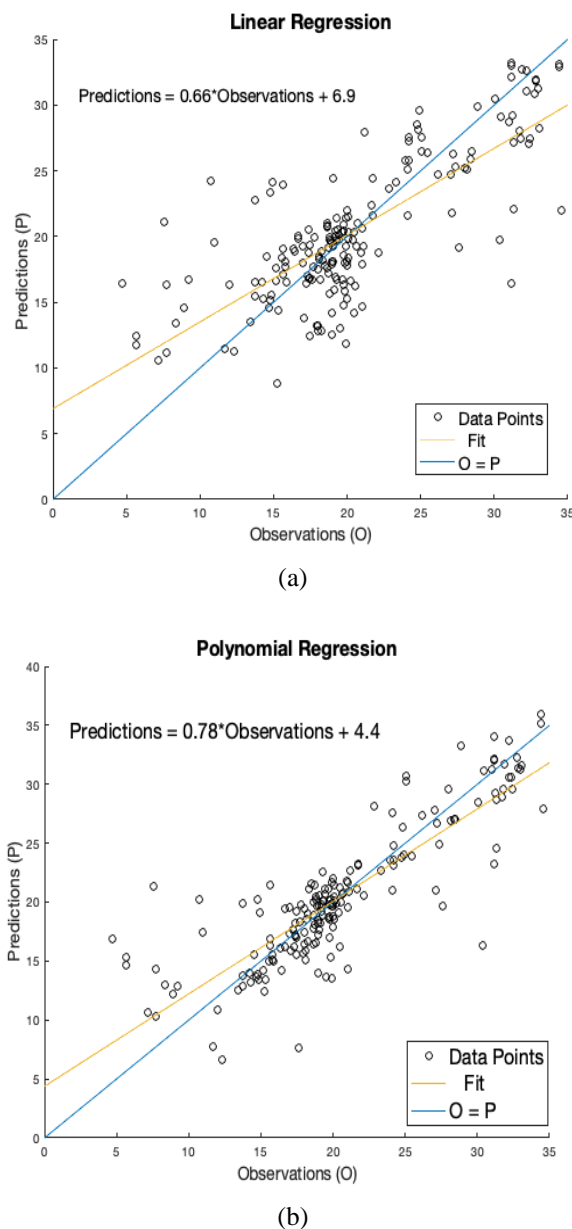 Linear Regression
35
30
25
20
15
10
5
0
Predictions (P)
Predictions = 0.66*Observations + 6.9
Data Points
Fit
O = P
0 5 10 15 20 25 30 35
Observations (O)
(a)
Polynomial Regression
40
35
30
25
20
15
10
5
0
Predictions (P)
Predictions = 0.78*Observations + 4.4
Data Points
Fit
O = P
0 5 10 15 20 25 30 35
Observations (O)
(b)